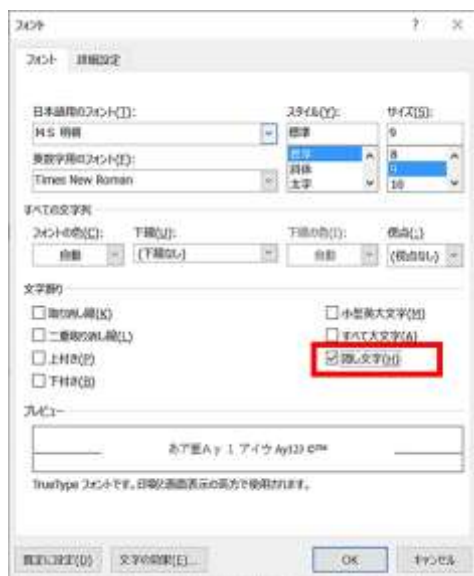 フォント ? ×
フォント 詳細設定
日本語用のフォント(T): スタイル(Y): サイズ(S):
M S 明朝 標準 9
標準 8
英数字用のフォント(F): 斜体 9
Times New Roman 太字 10
すべての文字列
フォントの色(C): 下線(U): 下線の色(I): 傍点(:)
自動 (下線なし) 自動 (傍点なし)
文字飾り
取り消し線(K) 小型英大文字(M)
二重取り消し線(L) すべて大文字(A)
上付き(P) 隠し文字(H)
下付き(B)
プレビュー
あア亜Ａｙ１アイウ Ay123 ©™
TrueType フォントです。印刷と画面表示の両方で使用されます。
既定に設定(D) 文字の効果(E)... OK キャンセル